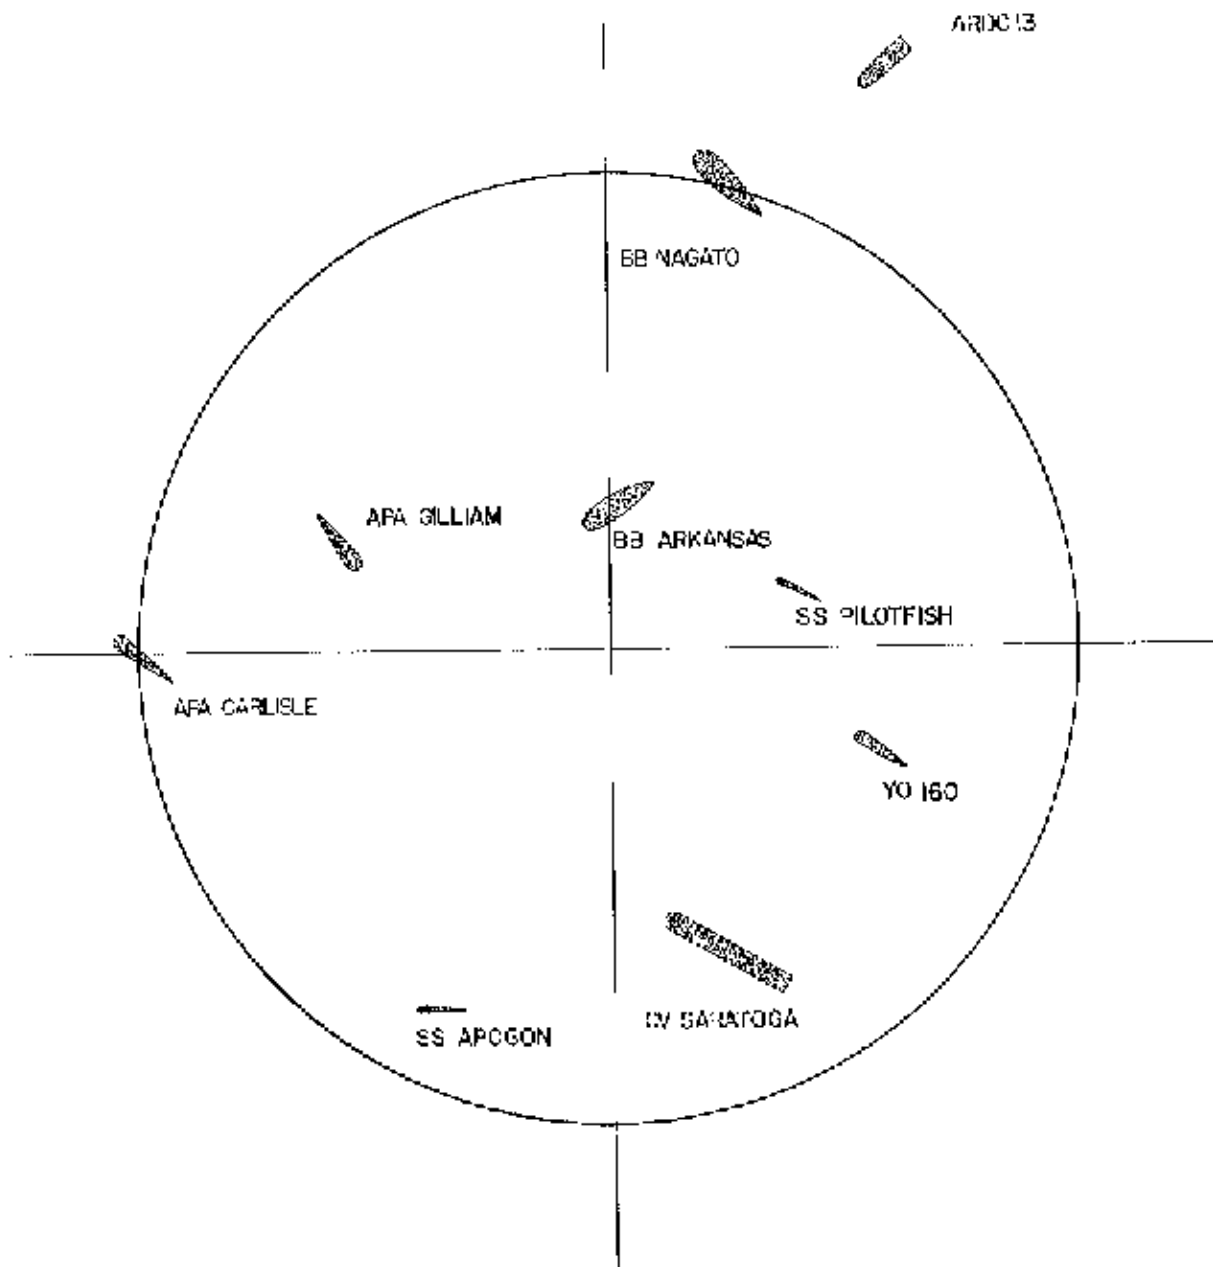 ARDC 13
BB NAGATO
APA GILLIAM
BB ARKANSAS
SS PILOTFISH
APA CARLISLE
YO 160
CV SARATOGA
SS APOGON